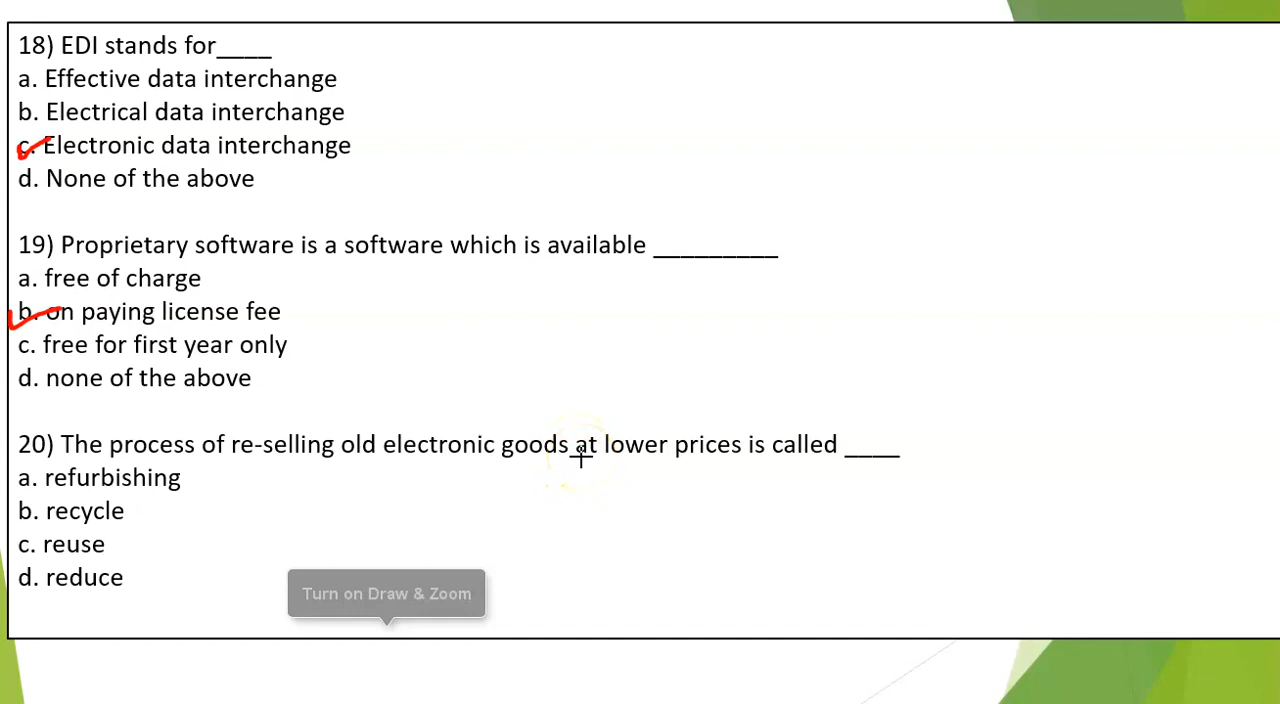 18) EDI stands for____
a. Effective data interchange
b. Electrical data interchange
c. Electronic data interchange
d. None of the above
19) Proprietary software is a software which is available _________
a. free of charge
b. on paying license fee
c. free for first year only
d. none of the above
20) The process of re-selling old electronic goods at lower prices is called ____
a. refurbishing
b. recycle
c. reuse
d. reduce
Turn on Draw & Zoom